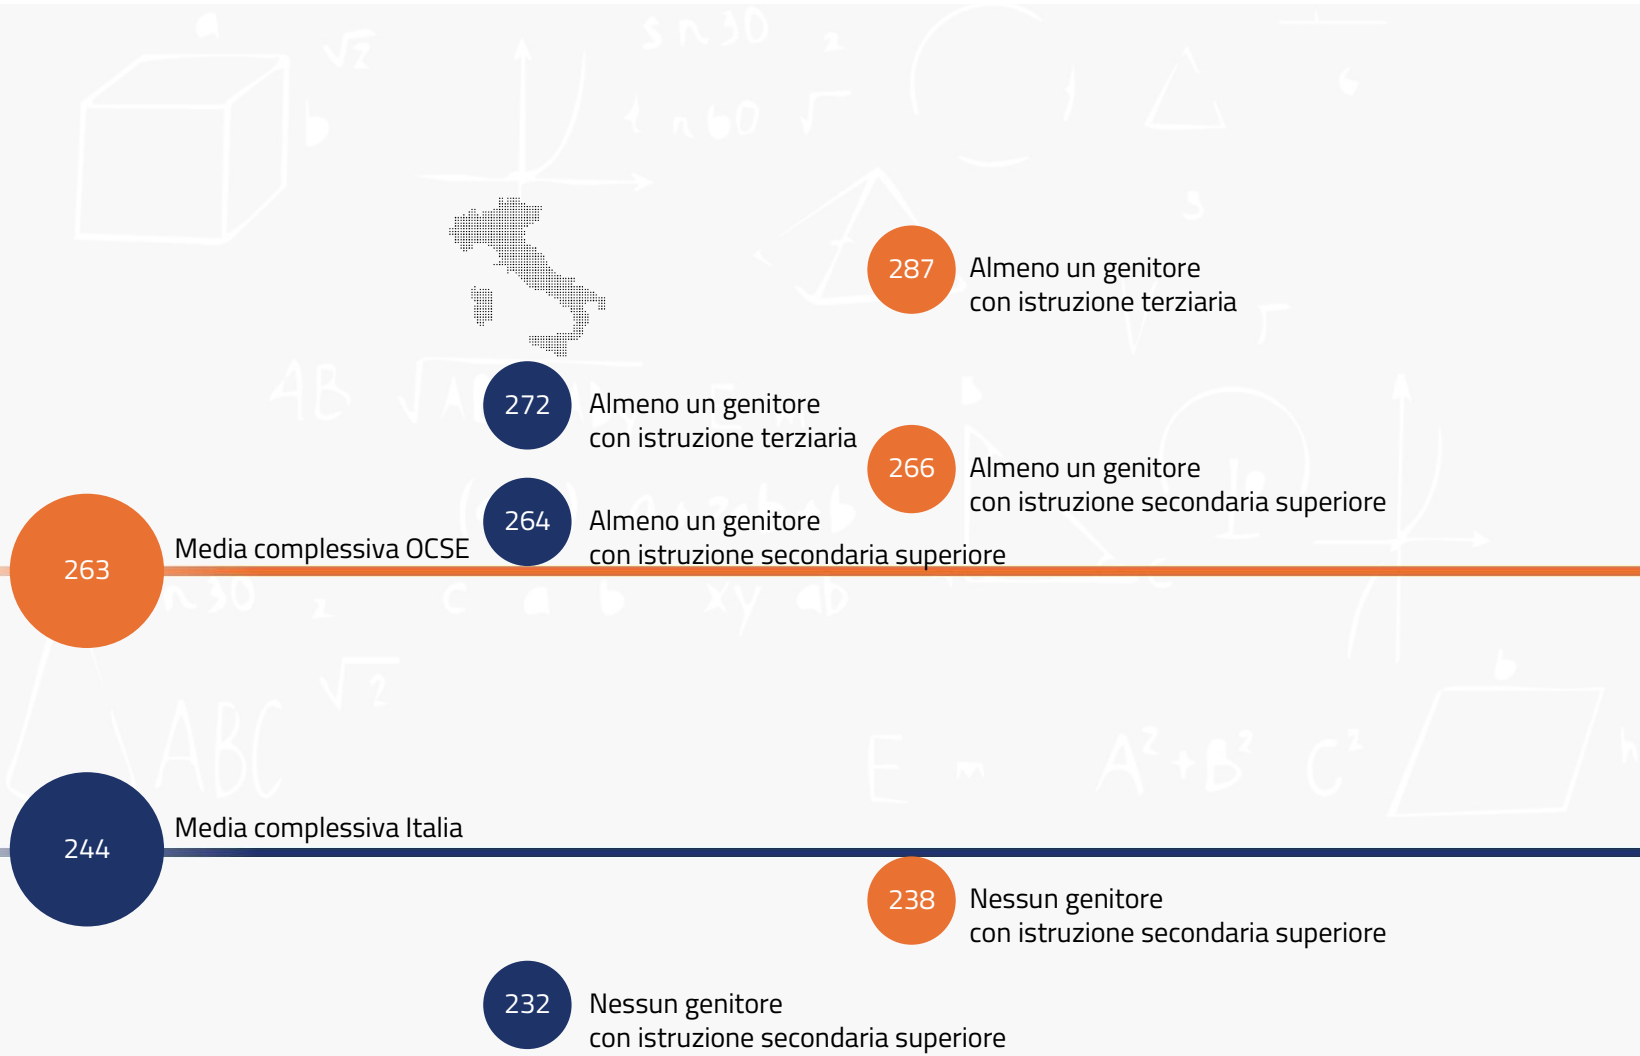 287
Almeno un genitore
con istruzione terziaria
272
Almeno un genitore
con istruzione terziaria
266
Almeno un genitore
con istruzione secondaria superiore
264
Almeno un genitore
con istruzione secondaria superiore
263
Media complessiva OCSE
244
Media complessiva Italia
238
Nessun genitore
con istruzione secondaria superiore
232
Nessun genitore
con istruzione secondaria superiore